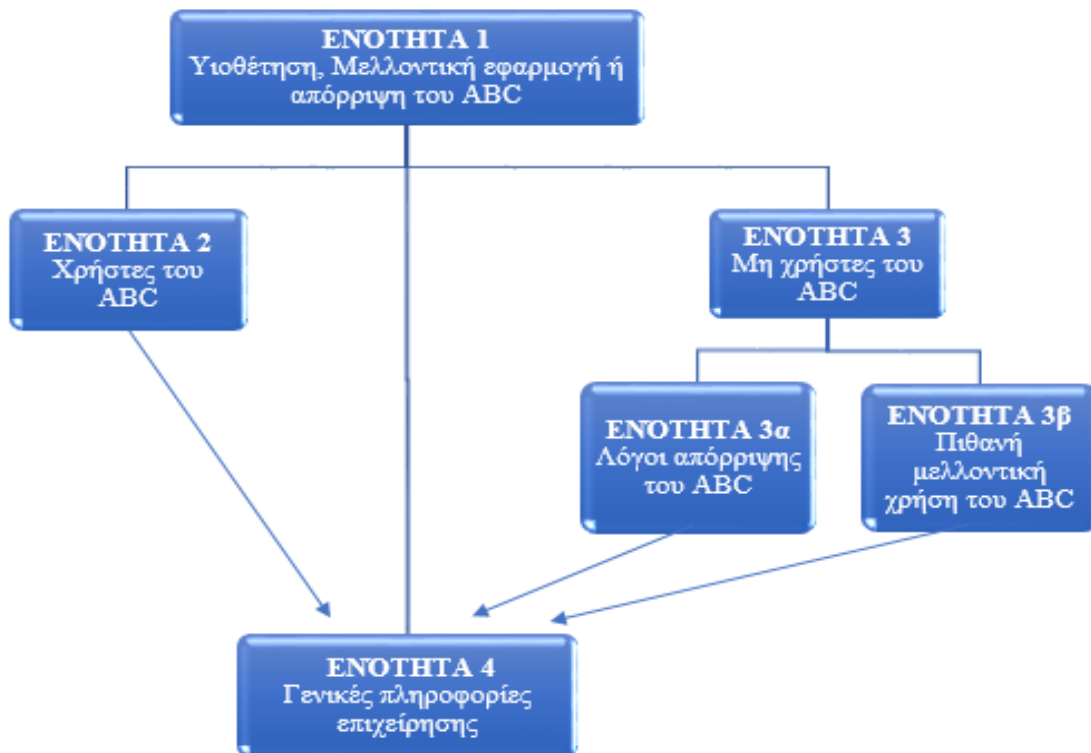 ΕΝΟΤΗΤΑ 1
Υιοθέτηση, Μελλοντική εφαρμογή ή
απόρριψη του ABC
ΕΝΟΤΗΤΑ 2
Χρήστες του
ABC
ΕΝΟΤΗΤΑ 3
Μη χρήστες του
ABC
ΕΝΟΤΗΤΑ 3α
Λόγοι απόρριψης
του ABC
ΕΝΟΤΗΤΑ 3β
Πιθανή
μελλοντική
χρήση του ABC
ΕΝΟΤΗΤΑ 4
Γενικές πληροφορίες
επιχείρησης